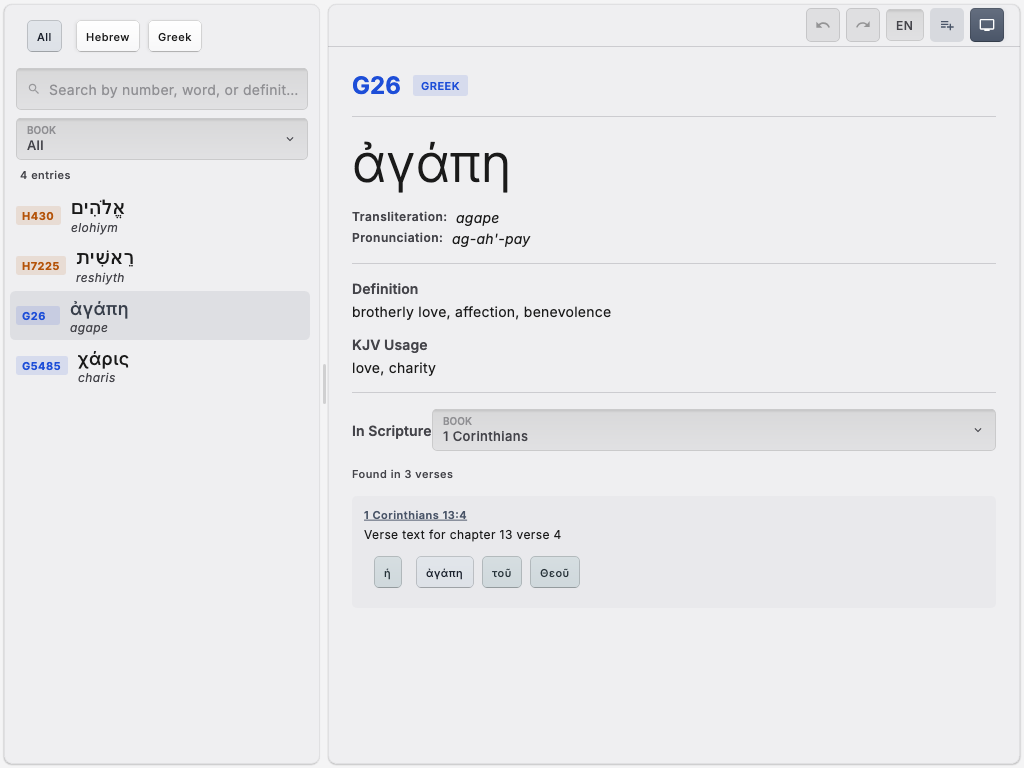 All
Hebrew
Greek
Search by number, word, or definit...
BOOK
All
4 entries
H430
אֱלֹהִים
elohiym
H7225
רֵאשִׁית
reshiyth
G26
ἀγάπη
agape
G5485
χάρις
charis
EN
G26
GREEK
ἀγάπη
Transliteration: agape
Pronunciation: ag-ah'-pay
Definition
brotherly love, affection, benevolence
KJV Usage
love, charity
In Scripture
BOOK
1 Corinthians
Found in 3 verses
1 Corinthians 13:4
Verse text for chapter 13 verse 4
ἡ
ἀγάπη
τοῦ
Θεοῦ